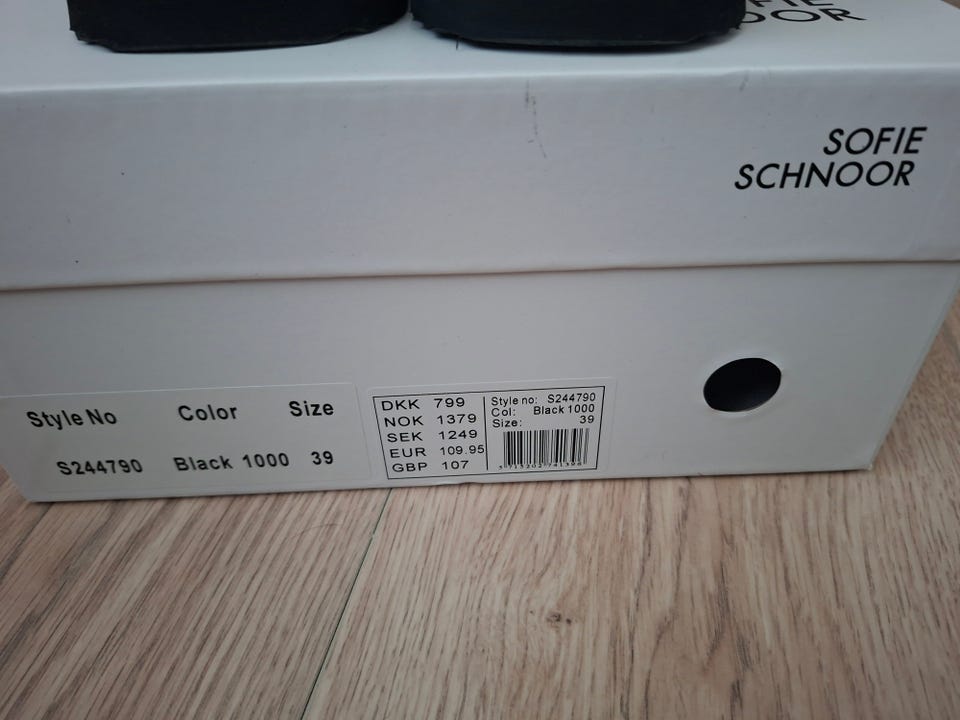 OOR
SOFIE
SCHNOOR
Style No Color Size
S244790 Black 1000 39
DKK 799
NOK 1379
SEK 1249
EUR 109.95
GBP 107
Style no: S244790
Col: Black 1000
Size: 39